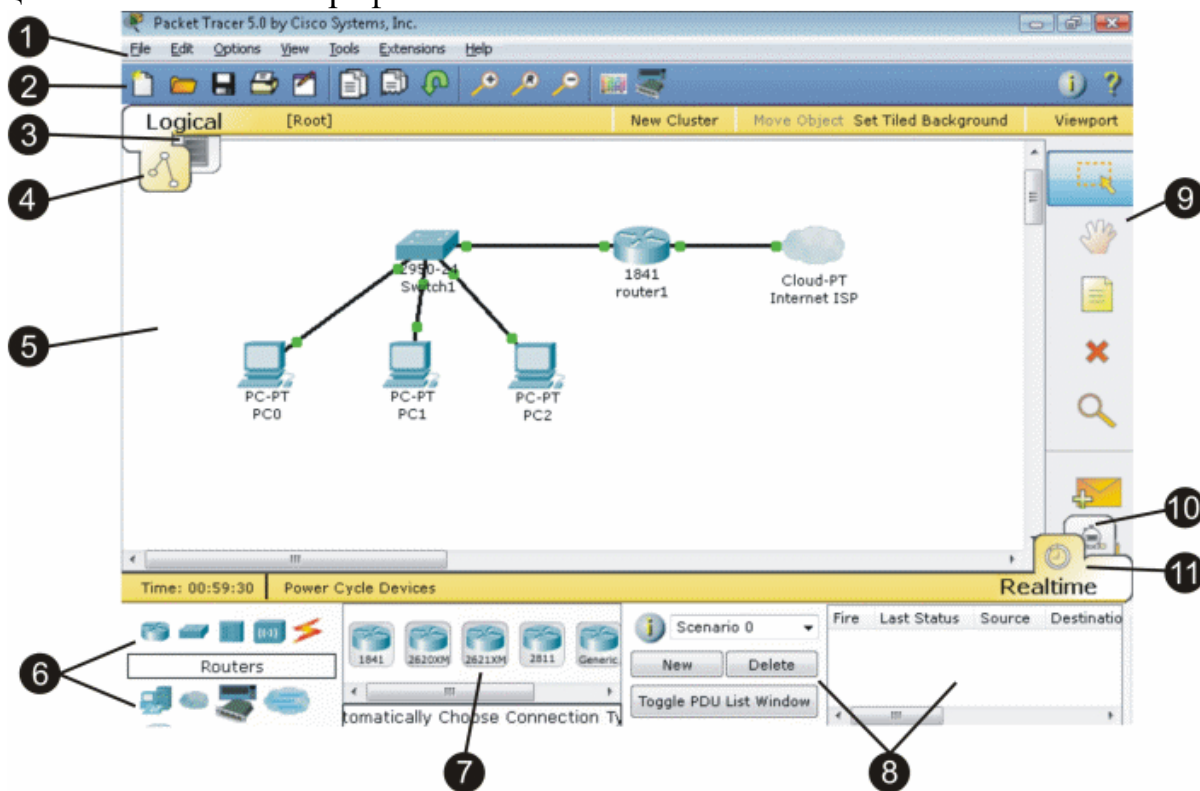 Packet Tracer 5.0 by Cisco Systems, Inc.
1
File Edit Options View Tools Extensions Help
2
Logical [Root] New Cluster Move Object Set Tiled Background Viewport
3
4
9
2950-24
Switch1
1841
router1
Cloud-PT
Internet ISP
5
PC-PT
PC0
PC-PT
PC1
PC-PT
PC2
10
11
Time: 00:59:30 Power Cycle Devices Realtime
6
Routers
1841 2620XM 2621XM 2811 Generic
tomatically Choose Connection Ty
Scenario 0
New Delete
Toggle PDU List Window
Fire Last Status Source Destinatio
7
8